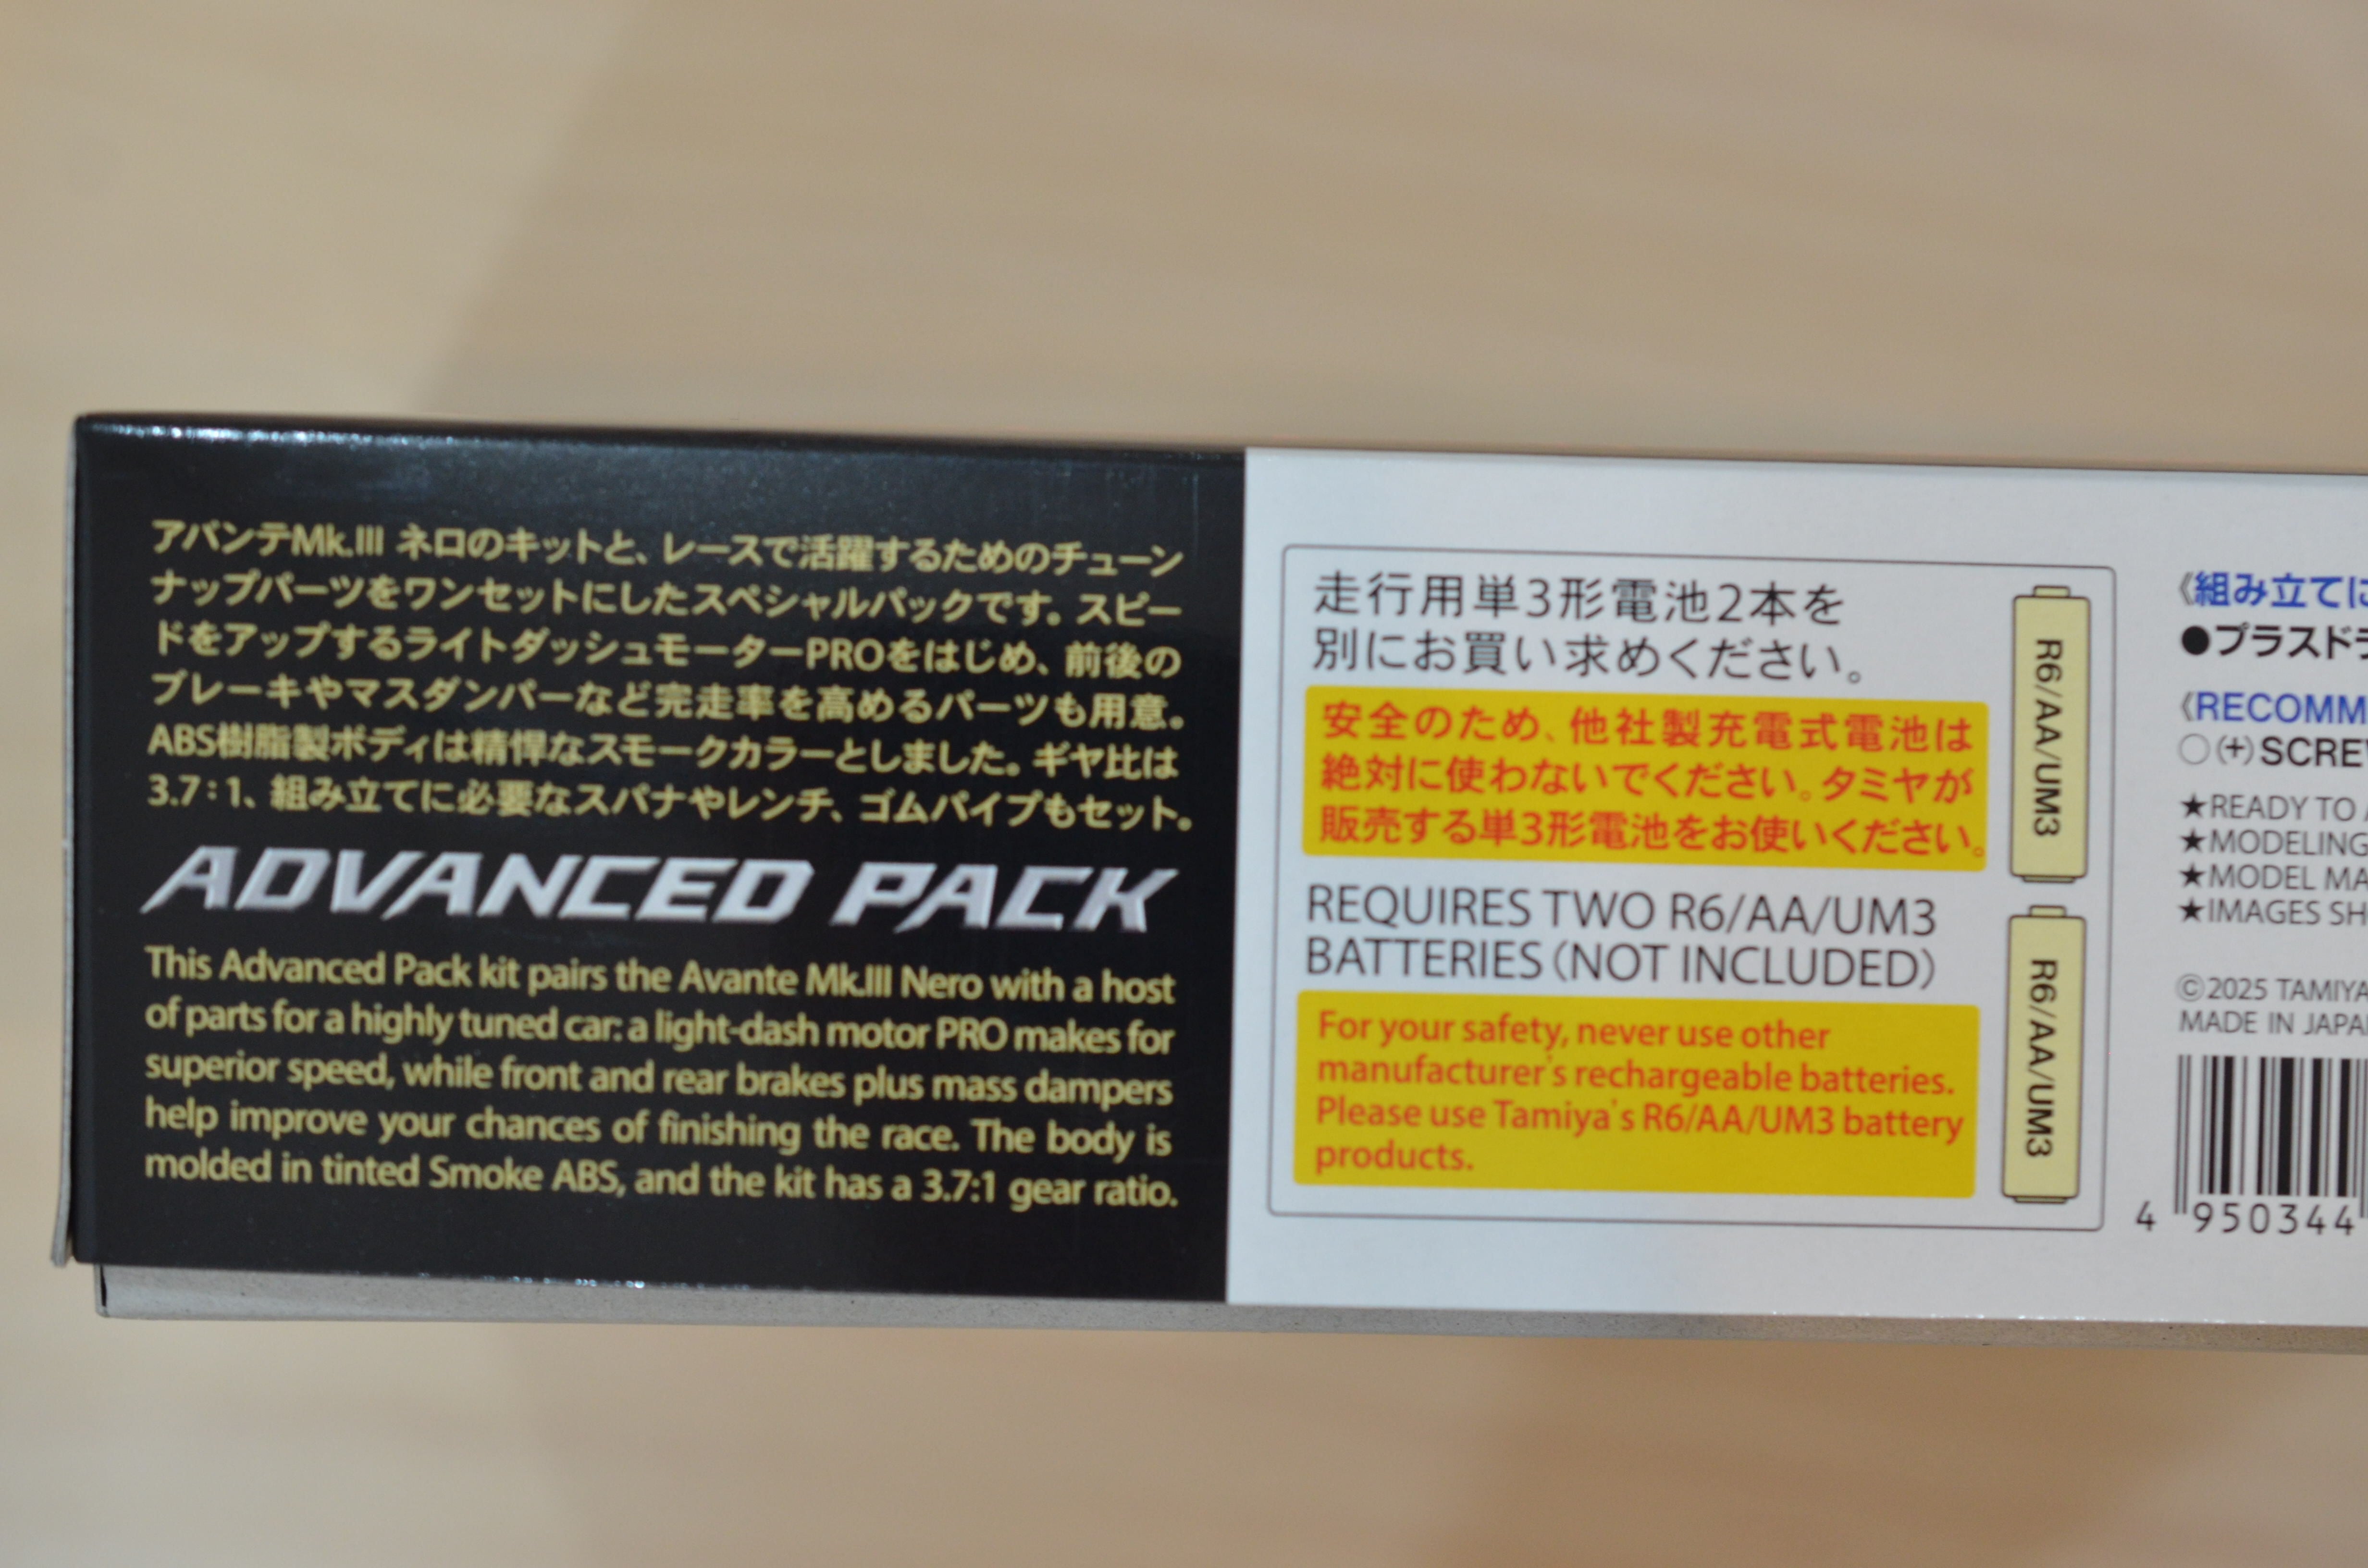 アバンテMk.III ネロのキットと、レースで活躍するためのチューン
ナップパーツをワンセットにしたスペシャルパックです。スピー
ドをアップするライトダッシュモーターPROをはじめ、前後の
ブレーキやマスダンパーなど完走率を高めるパーツも用意。
ABS樹脂製ボディは精悍なスモークカラーとしました。ギヤ比は
3.7:1、組み立てに必要なスパナやレンチ、ゴムパイプもセット。
ADVANCED PACK
This Advanced Pack kit pairs the Avante Mk.III Nero with a host
of parts for a highly tuned car: a light-dash motor PRO makes for
superior speed, while front and rear brakes plus mass dampers
help improve your chances of finishing the race. The body is
molded in tinted Smoke ABS, and the kit has a 3.7:1 gear ratio.
走行用単3形電池2本を
別にお買い求めください。
安全のため、他社製充電式電池は
絶対に使わないでください。タミヤが
販売する単3形電池をお使いください。
REQUIRES TWO R6/AA/UM3
BATTERIES (NOT INCLUDED)
For your safety, never use other
manufacturer's rechargeable batteries.
Please use Tamiya's R6/AA/UM3 battery
products.
R6/AA/UM3
R6/AA/UM3
《組み立てに
●プラスドラ
《RECOMM
○(+)SCREW
★READY TO
★MODELING
★MODEL MA
★IMAGES SH
©2025 TAMIYA
MADE IN JAPA
4 950344